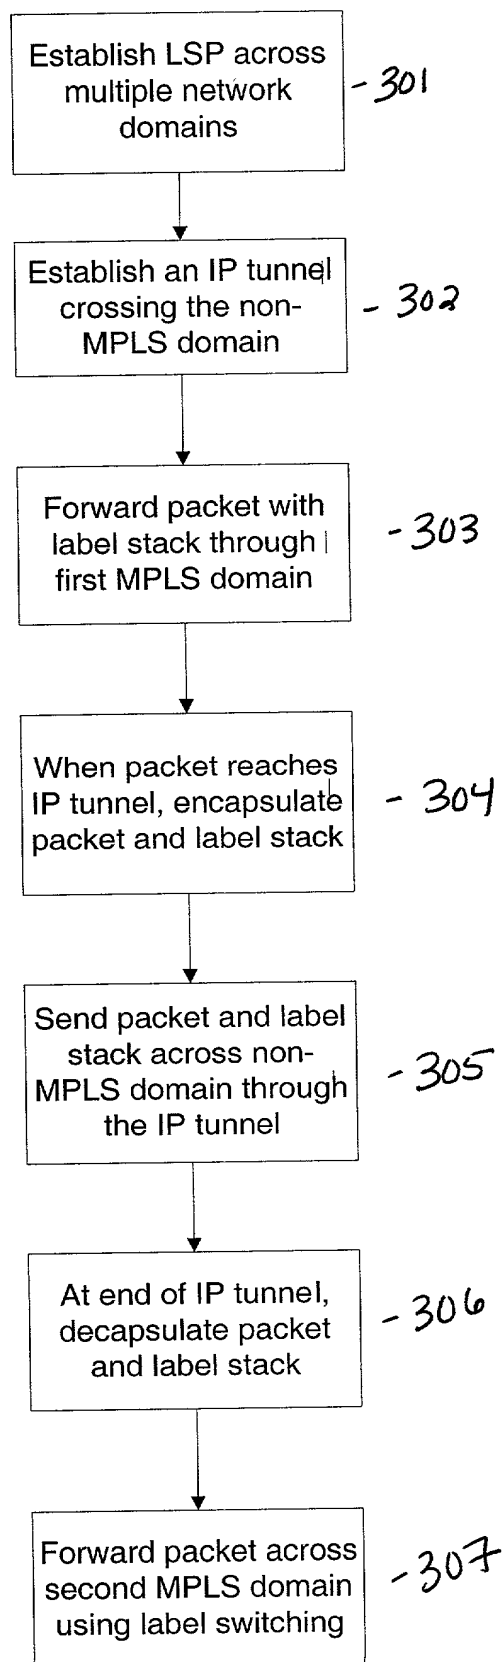 Establish LSP across
multiple network
domains
- 301
Establish an IP tunnel
crossing the non-
MPLS domain
- 302
Forward packet with
label stack through
first MPLS domain
- 303
When packet reaches
IP tunnel, encapsulate
packet and label stack
- 304
Send packet and label
stack across non-
MPLS domain through
the IP tunnel
- 305
At end of IP tunnel,
decapsulate packet
and label stack
- 306
Forward packet across
second MPLS domain
using label switching
- 307